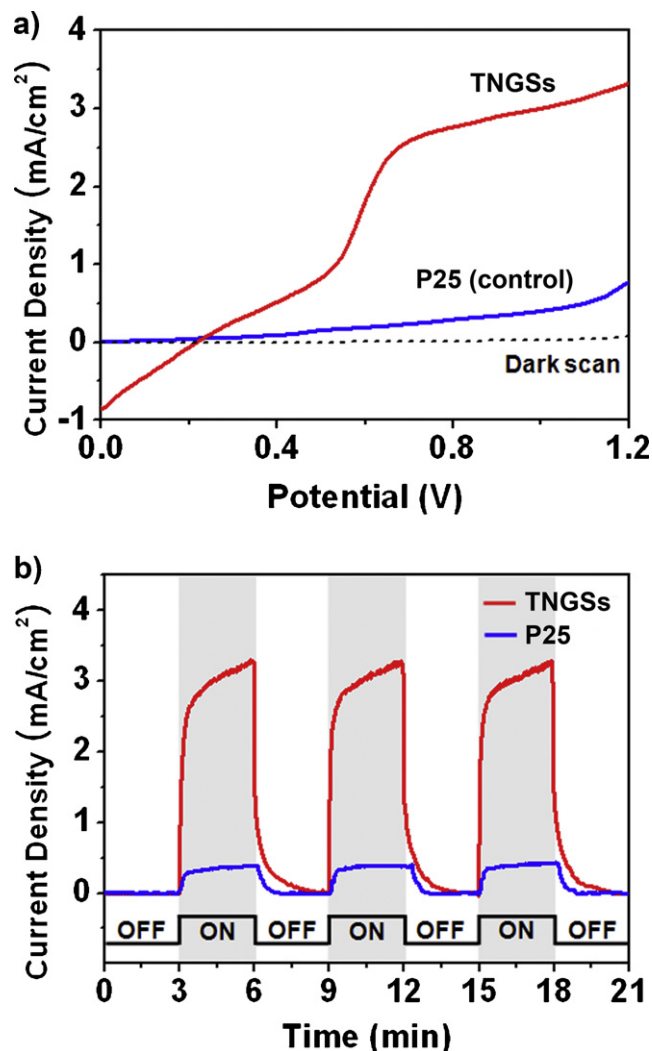 a)
Current Density (mA/cm²)
4
3
2
1
0
-1
TNGSs
P25 (control)
Dark scan
0.0 0.4 0.8 1.2
Potential (V)
b)
Current Density (mA/cm²)
4
3
2
1
0
TNGSs
P25
OFF ON OFF ON OFF ON OFF
0 3 6 9 12 15 18 21
Time (min)